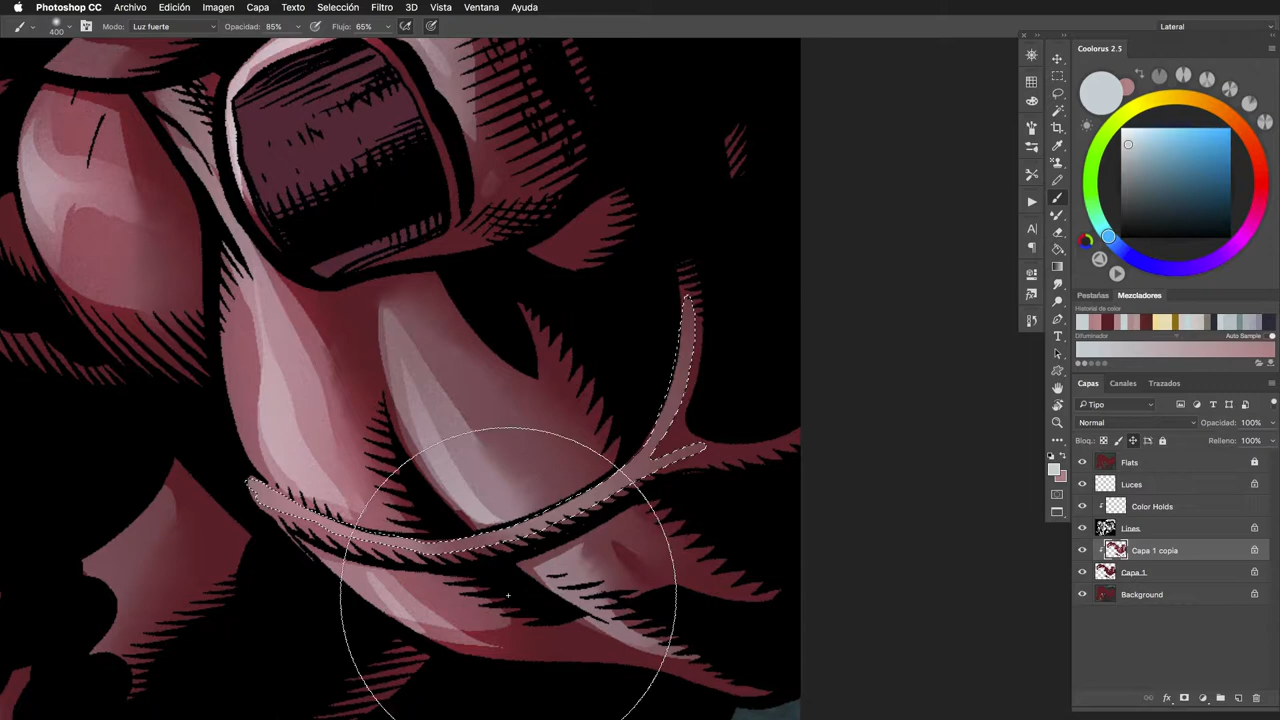 Photoshop CC Archivo Edición Imagen Capa Texto Selección Filtro 3D Vista Ventana Ayuda
400 Modo: Luz fuerte Opacidad: 85% Flujo: 65% Lateral
Coolorus 2.5
Pestañas Mezcladores
Historial de color
Difuminador Auto Sample
Capas Canales Trazados
Tipo
Normal Opacidad: 100%
Bloq.: Relleno: 100%
Flats
Luces
Color Holds
Lines
Capa 1 copia
Capa 1
Background